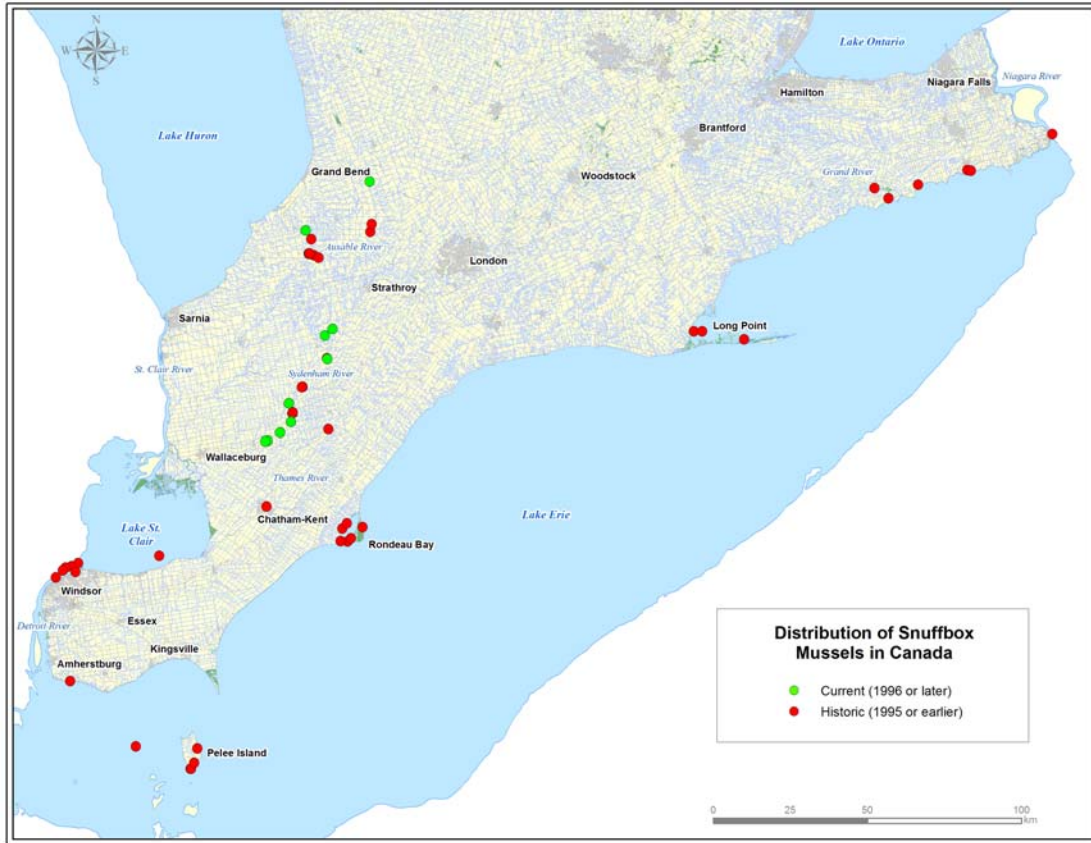 N
W E
S
Lake Ontario
Niagara Falls
Niagara River
Hamilton
Lake Huron
Brantford
Grand Bend
Woodstock
Grand River
Ausable River
London
Strathroy
Sarnia
Long Point
St. Clair River
Sydenham River
Wallaceburg
Thames River
Chatham-Kent
Lake Erie
Lake St.
Clair
Rondeau Bay
Windsor
Essex
Detroit River
Kingsville
Amherstburg
Pelee Island
Distribution of Snuffbox
Mussels in Canada
Current (1996 or later)
Historic (1995 or earlier)
0 25 50 100
km